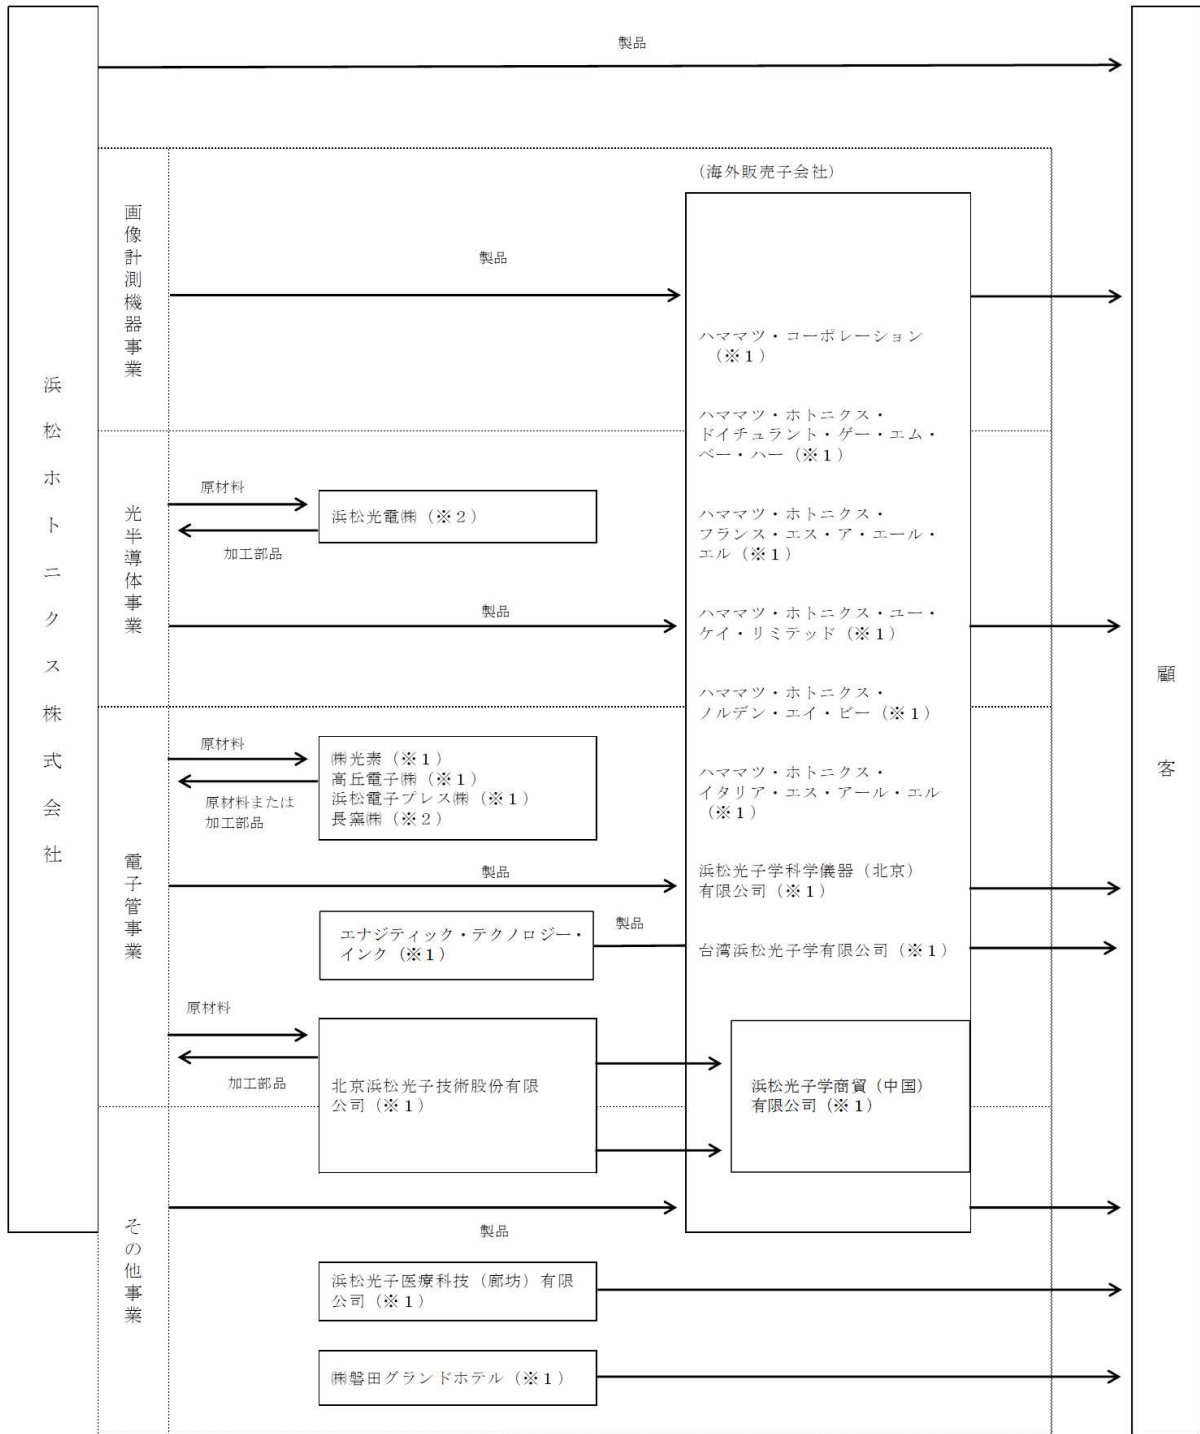 製品
浜松ホトニクス株式会社
顧客
画像計測機器事業
製品
(海外販売子会社)
ハママツ・コーポレーション
(※1)
ハママツ・ホトニクス・
ドイチュラント・ゲー・エム・
ベー・ハー(※1)
ハママツ・ホトニクス・
フランス・エス・ア・エール・
エル(※1)
ハママツ・ホトニクス・ユー・
ケイ・リミテッド(※1)
ハママツ・ホトニクス・
ノルデン・エイ・ビー(※1)
ハママツ・ホトニクス・
イタリア・エス・アール・エル
(※1)
浜松光子学科学儀器(北京)
有限公司(※1)
台湾浜松光子学有限公司(※1)
浜松光子学商貿(中国)
有限公司(※1)
光半導体事業
原材料
浜松光電㈱(※2)
加工部品
製品
電子管事業
原材料
㈱光素(※1)
高丘電子㈱(※1)
浜松電子プレス㈱(※1)
長窯㈱(※2)
原材料または
加工部品
製品
エナジティック・テクノロジー・
インク(※1)
製品
原材料
加工部品
北京浜松光子技術股份有限
公司(※1)
その他事業
製品
浜松光子医療科技(廊坊)有限
公司(※1)
㈱磐田グランドホテル(※1)